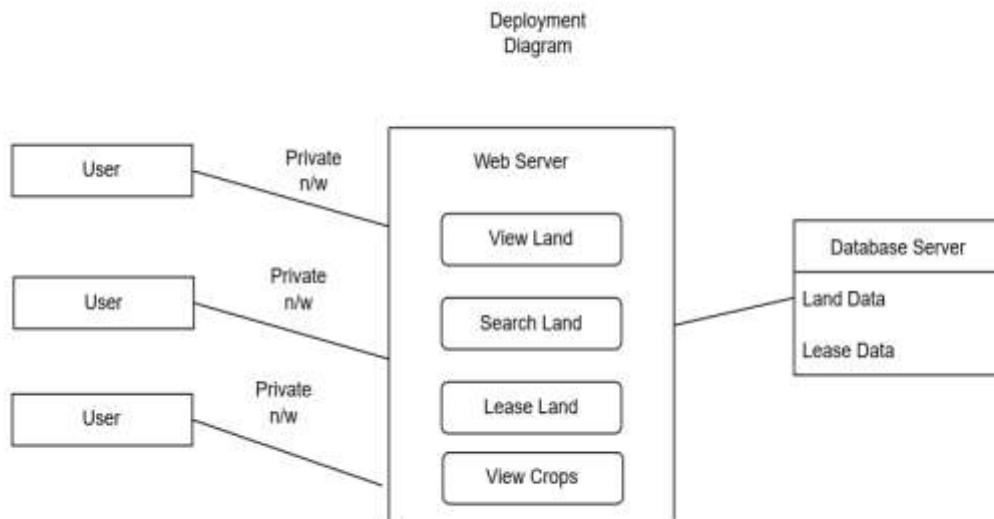 Deployment
Diagram
User
Private
n/w
User
Private
n/w
User
Private
n/w
Web Server
View Land
Search Land
Lease Land
View Crops
Database Server
Land Data
Lease Data